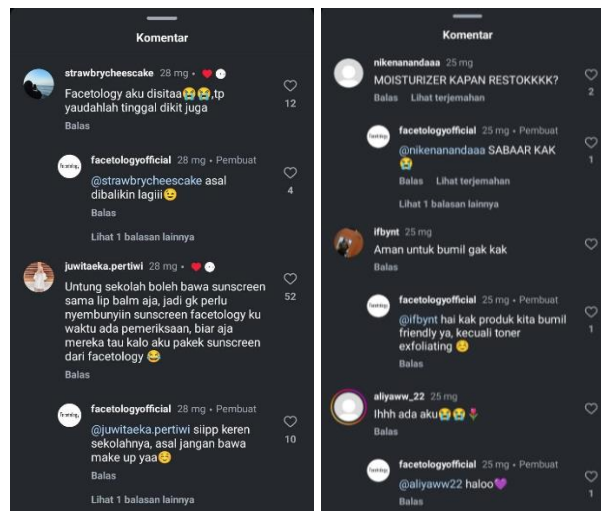 Komentar
strawbrycheescake 28 mg •
Facetology aku disitaa😭😭,tp
yaudahlah tinggal dikit juga
12
Balas
facetologyofficial 28 mg • Pembuat
@strawbrycheescake asal
dibalikin lagiii😉
4
Balas
Lihat 1 balasan lainnya
juwitaeka.pertiwi 28 mg •
Untung sekolah boleh bawa sunscreen
sama lip balm aja, jadi gk perlu
nyembunyiin sunscreen facetology ku
waktu ada pemeriksaan, biar aja
mereka tau kalo aku pakek sunscreen
dari facetology 😂
52
Balas
facetologyofficial 28 mg • Pembuat
@juwitaeka.pertiwi siipp keren
sekolahnya, asal jangan bawa
make up yaa☺️
10
Balas
Lihat 1 balasan lainnya
Komentar
nikenanandaaa 25 mg
MOISTURIZER KAPAN RESTOKKKK?
2
Balas Lihat terjemahan
facetologyofficial 25 mg • Pembuat
@nikenanandaaa SABAAR KAK
😭
1
Balas Lihat terjemahan
Lihat 1 balasan lainnya
ifbynt 25 mg
Aman untuk bumil gak kak
Balas
facetologyofficial 25 mg • Pembuat
@ifbynt hai kak produk kita bumil
friendly ya, kecuali toner
exfoliating ☺️
1
Balas
aliyaww_22 25 mg
Ihhh ada aku😭😭🌷
Balas
facetologyofficial 25 mg • Pembuat
@aliyaww22 haloo💜
1
Balas